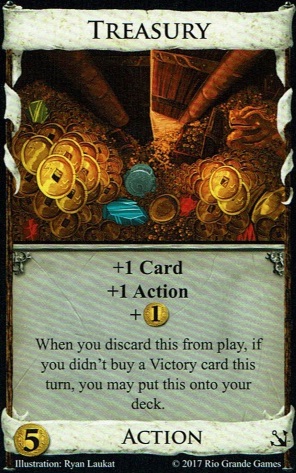 TREASURY
+1 Card
+1 Action
+ 1
When you discard this from play, if
you didn't buy a Victory card this
turn, you may put this onto your
deck.
5 ACTION
Illustration: Ryan Laukat © 2017 Rio Grande Games